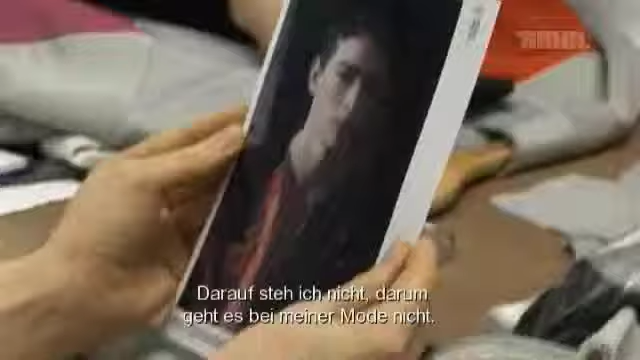 Darauf steh ich nicht, darum
geht es bei meiner Mode nicht.